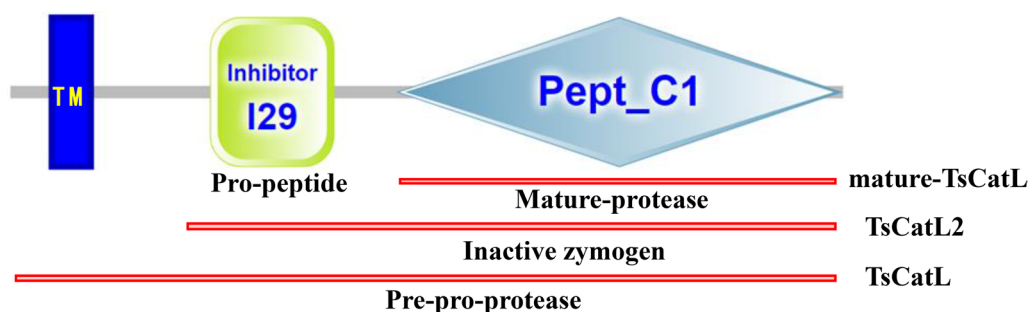 TM
Inhibitor
I29
Pept_C1
Pro-peptide
mature-TsCatL
Mature-protease
TsCatL2
Inactive zymogen
TsCatL
Pre-pro-protease